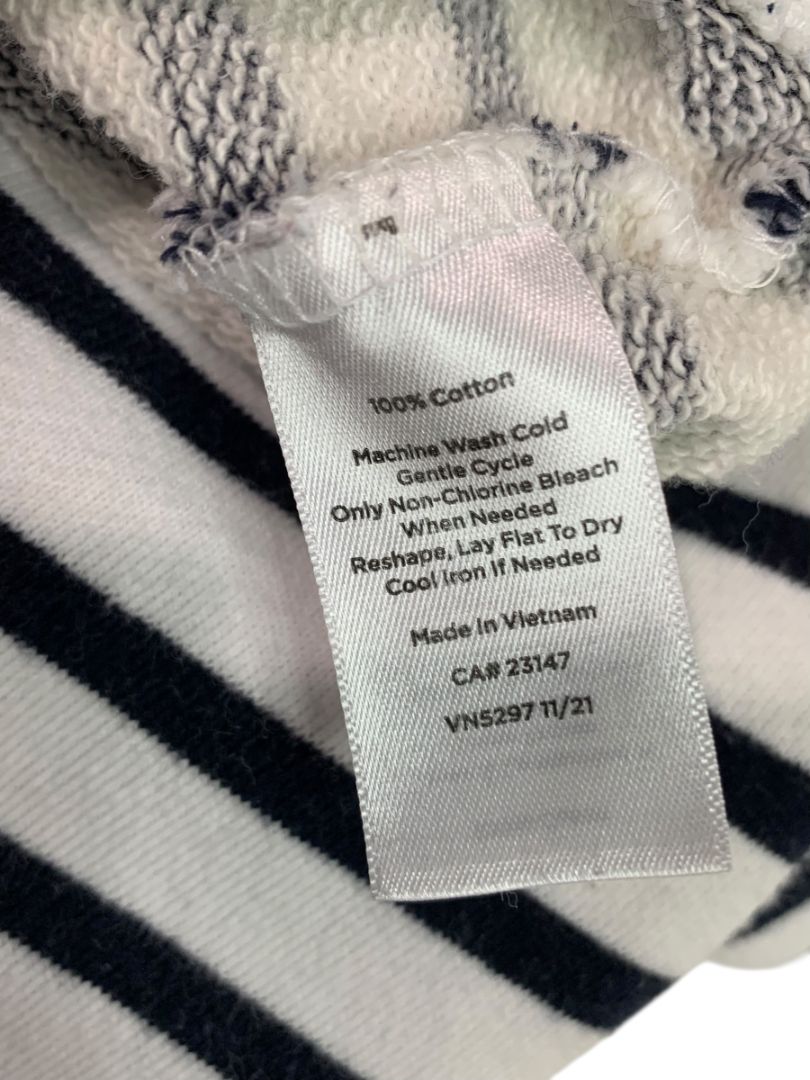 100% Cotton
Machine Wash Cold
Gentle Cycle
Only Non-Chlorine Bleach
When Needed
Reshape, Lay Flat To Dry
Cool Iron If Needed
Made In Vietnam
CA# 23147
VN5297 11/21